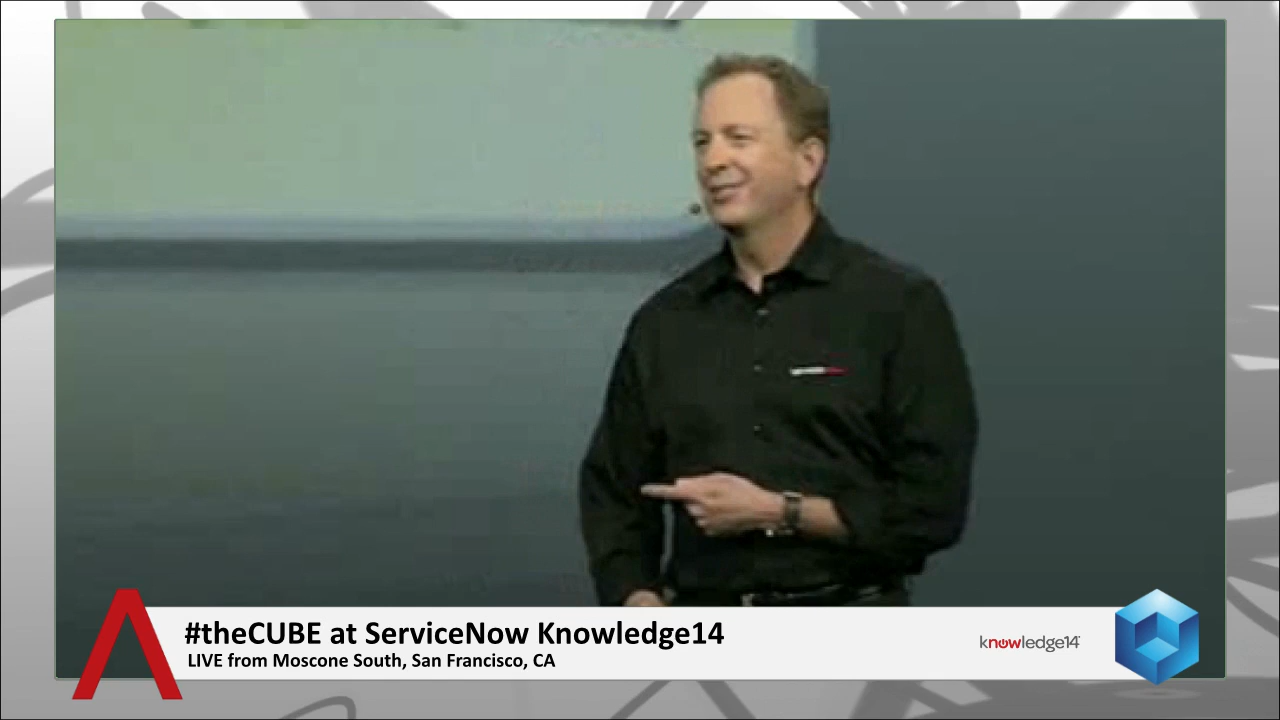 #theCUBE at ServiceNow Knowledge14
LIVE from Moscone South, San Francisco, CA
knowledge14